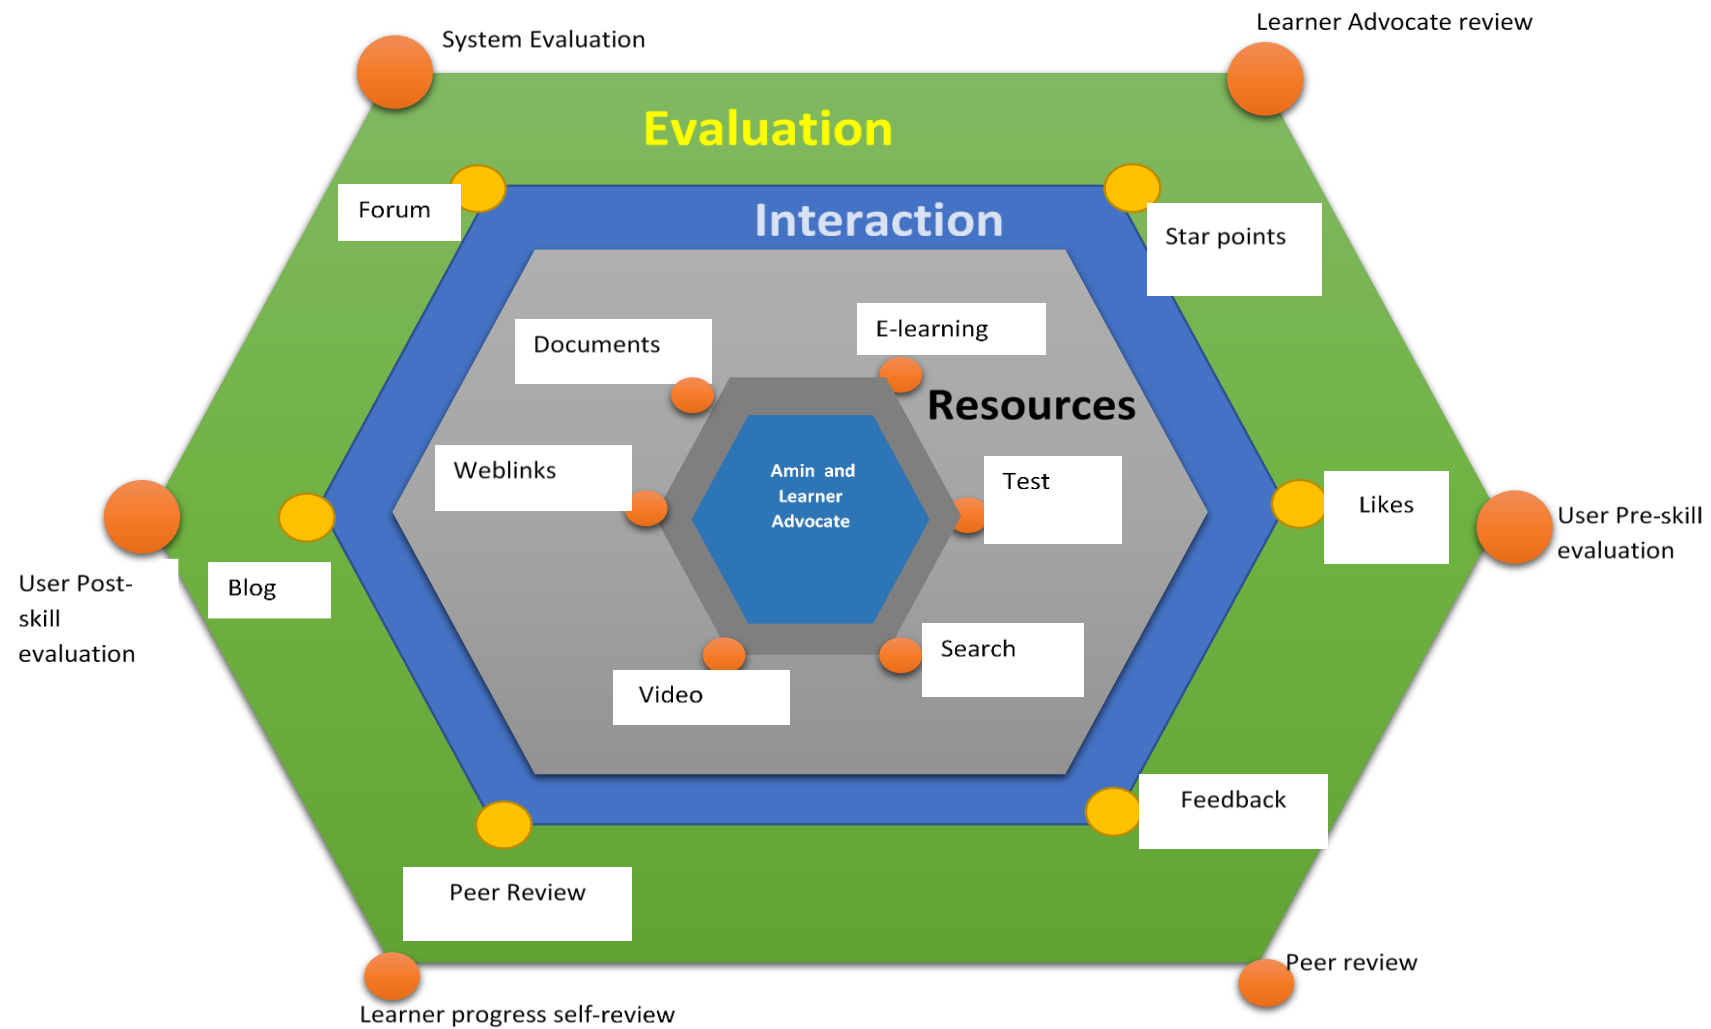 Learner Advocate review
System Evaluation
Evaluation
Forum
Interaction
Star points
E-learning
Documents
Resources
Weblinks
Amin and
Learner
Advocate
Test
Likes
User Pre-skill
evaluation
User Post-
skill
evaluation
Blog
Search
Video
Feedback
Peer Review
Peer review
Learner progress self-review